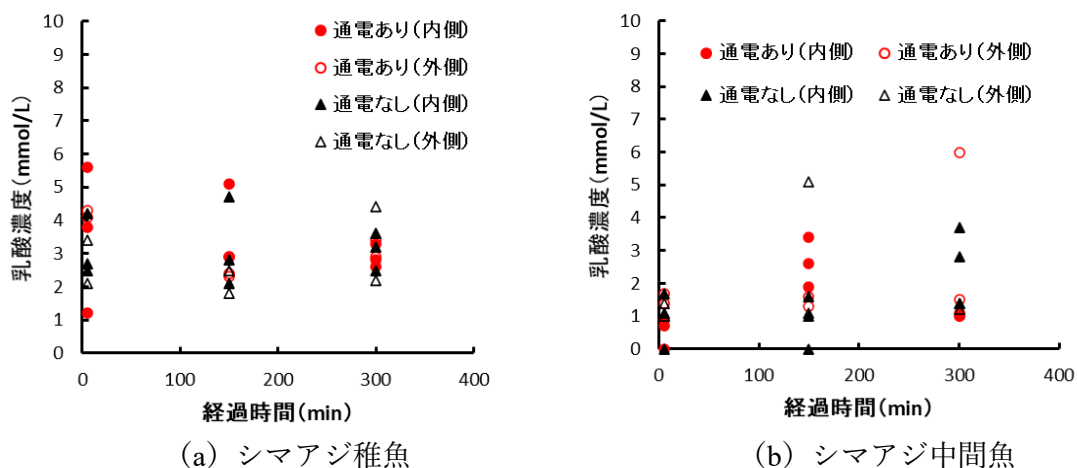 10
9
8
7
6
5
4
3
2
1
0
乳酸濃度(mmol/L)
通電あり(内側)
通電あり(外側)
通電なし(内側)
通電なし(外側)
0 100 200 300 400
経過時間(min)
(a) シマアジ稚魚
10
9
8
7
6
5
4
3
2
1
0
乳酸濃度(mmol/L)
通電あり(内側) 通電あり(外側)
通電なし(内側) 通電なし(外側)
0 100 200 300 400
経過時間(min)
(b) シマアジ中間魚